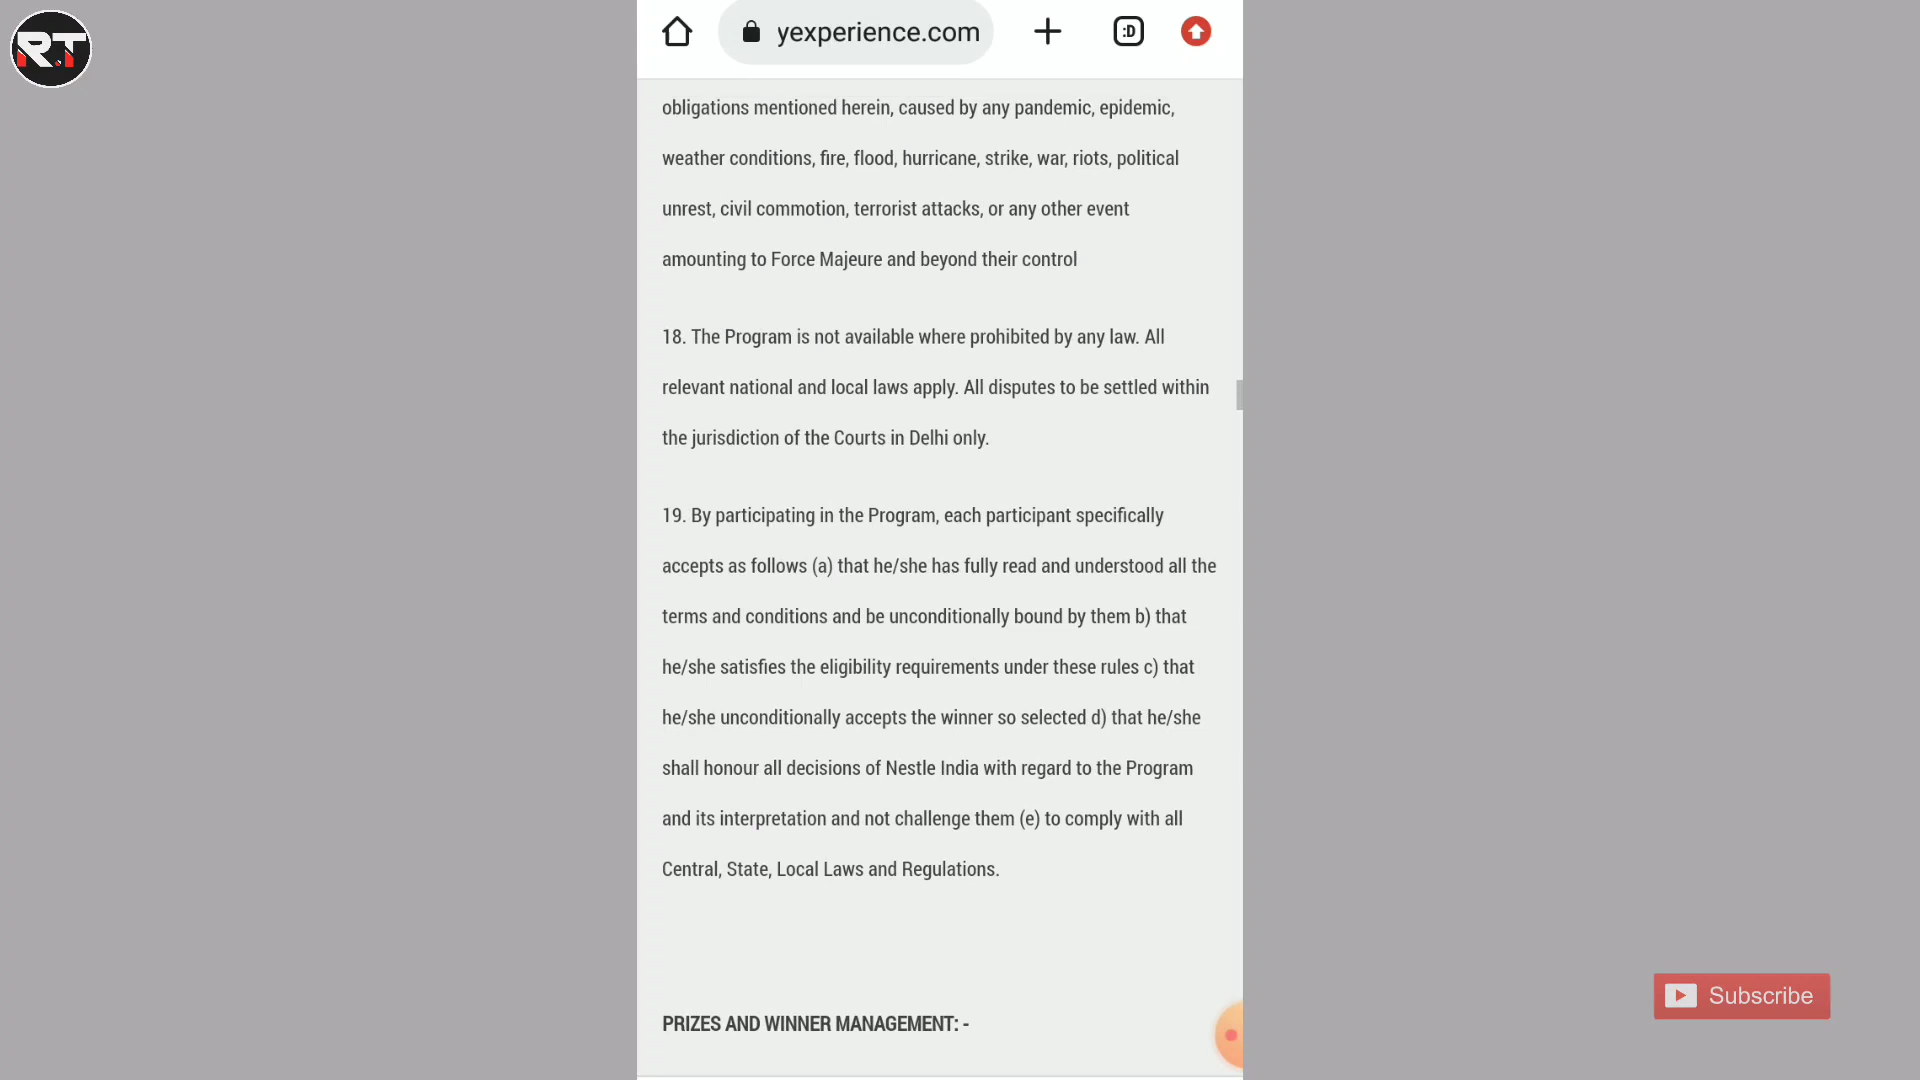 RT
yexperience.com
:D
obligations mentioned herein, caused by any pandemic, epidemic,
weather conditions, fire, flood, hurricane, strike, war, riots, political
unrest, civil commotion, terrorist attacks, or any other event
amounting to Force Majeure and beyond their control
18. The Program is not available where prohibited by any law. All
relevant national and local laws apply. All disputes to be settled within
the jurisdiction of the Courts in Delhi only.
19. By participating in the Program, each participant specifically
accepts as follows (a) that he/she has fully read and understood all the
terms and conditions and be unconditionally bound by them b) that
he/she satisfies the eligibility requirements under these rules c) that
he/she unconditionally accepts the winner so selected d) that he/she
shall honour all decisions of Nestle India with regard to the Program
and its interpretation and not challenge them (e) to comply with all
Central, State, Local Laws and Regulations.
PRIZES AND WINNER MANAGEMENT: -
Subscribe